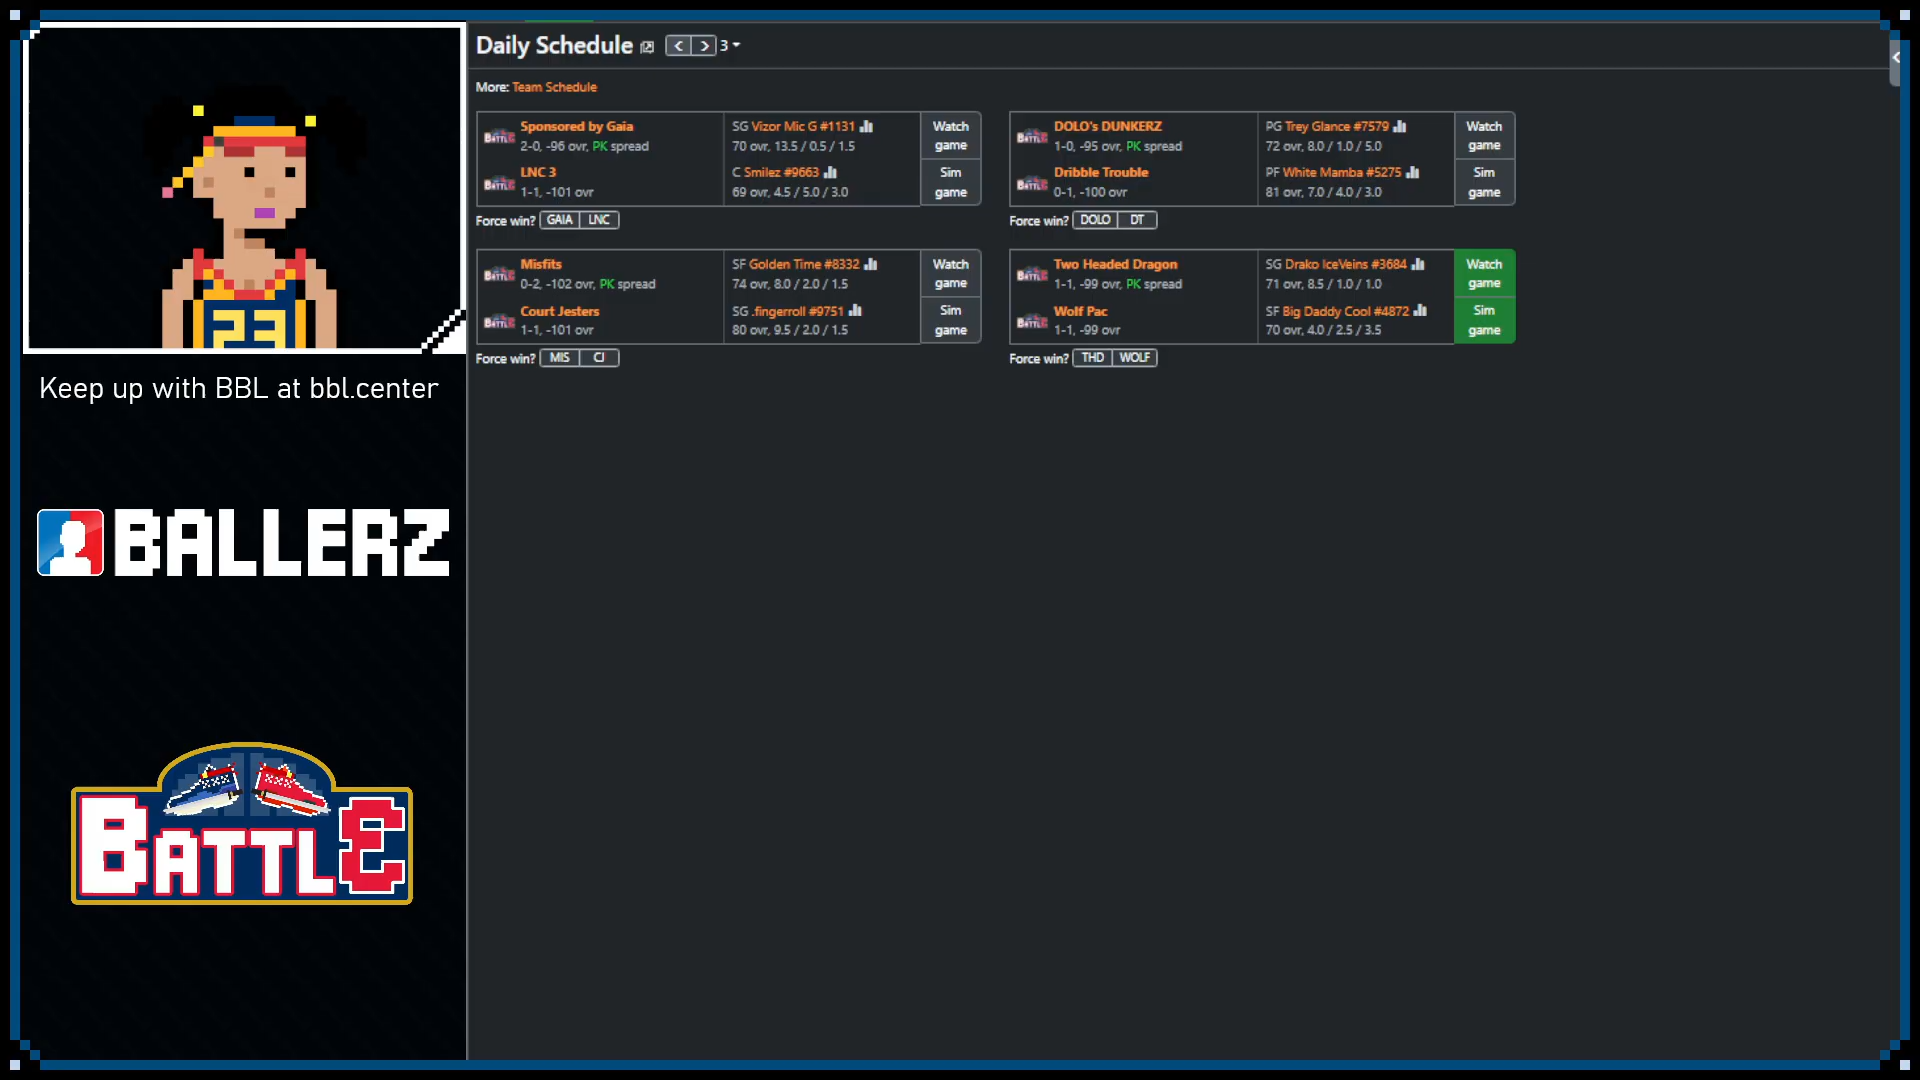 Daily Schedule
3
More: Team Schedule
Sponsored by Gaia
2-0, -96 ovr, PK spread
LNC 3
1-1, -101 ovr
SG Vizor Mic G #1131
70 ovr, 13.5 / 0.5 / 1.5
C Smilez #9663
69 ovr, 4.5 / 5.0 / 3.0
Watch game
Sim game
Force win? GAIA LNC
DOLO's DUNKERZ
1-0, -95 ovr, PK spread
Dribble Trouble
0-1, -100 ovr
PG Trey Glance #7579
72 ovr, 8.0 / 1.0 / 5.0
PF White Mamba #5275
81 ovr, 7.0 / 4.0 / 3.0
Watch game
Sim game
Force win? DOLO DT
Misfits
0-2, -102 ovr, PK spread
Court Jesters
1-1, -101 ovr
SF Golden Time #8332
74 ovr, 8.0 / 2.0 / 1.5
SG .fingerroll #9751
80 ovr, 9.5 / 2.0 / 1.5
Watch game
Sim game
Force win? MIS CJ
Two Headed Dragon
1-1, -99 ovr, PK spread
Wolf Pac
1-1, -99 ovr
SG Drako IceVeins #3684
71 ovr, 8.5 / 1.0 / 1.0
SF Big Daddy Cool #4872
70 ovr, 4.0 / 2.5 / 3.5
Watch game
Sim game
Force win? THD WOLF
23
Keep up with BBL at bbl.center
BALLERZ
BATTLE